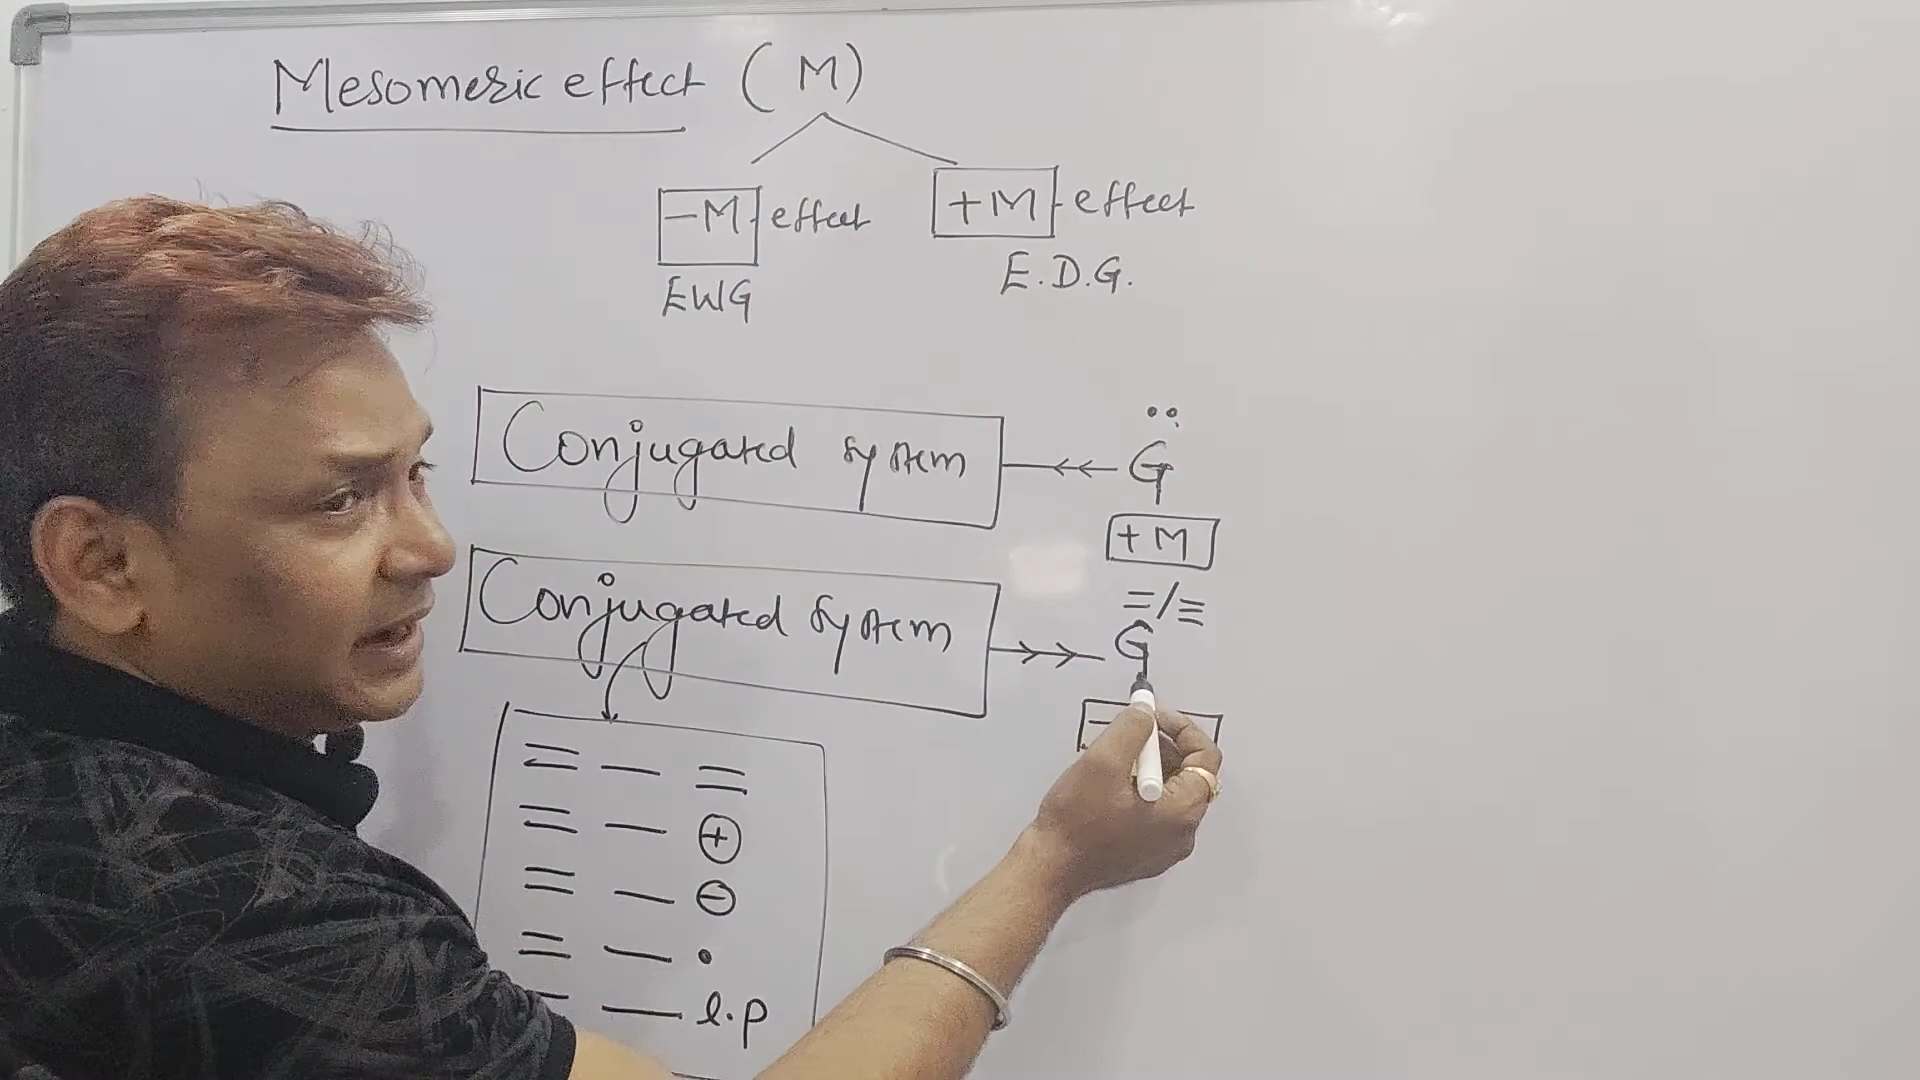 Mesomeric effect (M)
-M effect
+M effect
EWG
E.D.G.
Conjugated system
G
+M
=/≡
Conjugated system
G
= — =
= — ⊕
= — ⊖
= — •
= — l.p